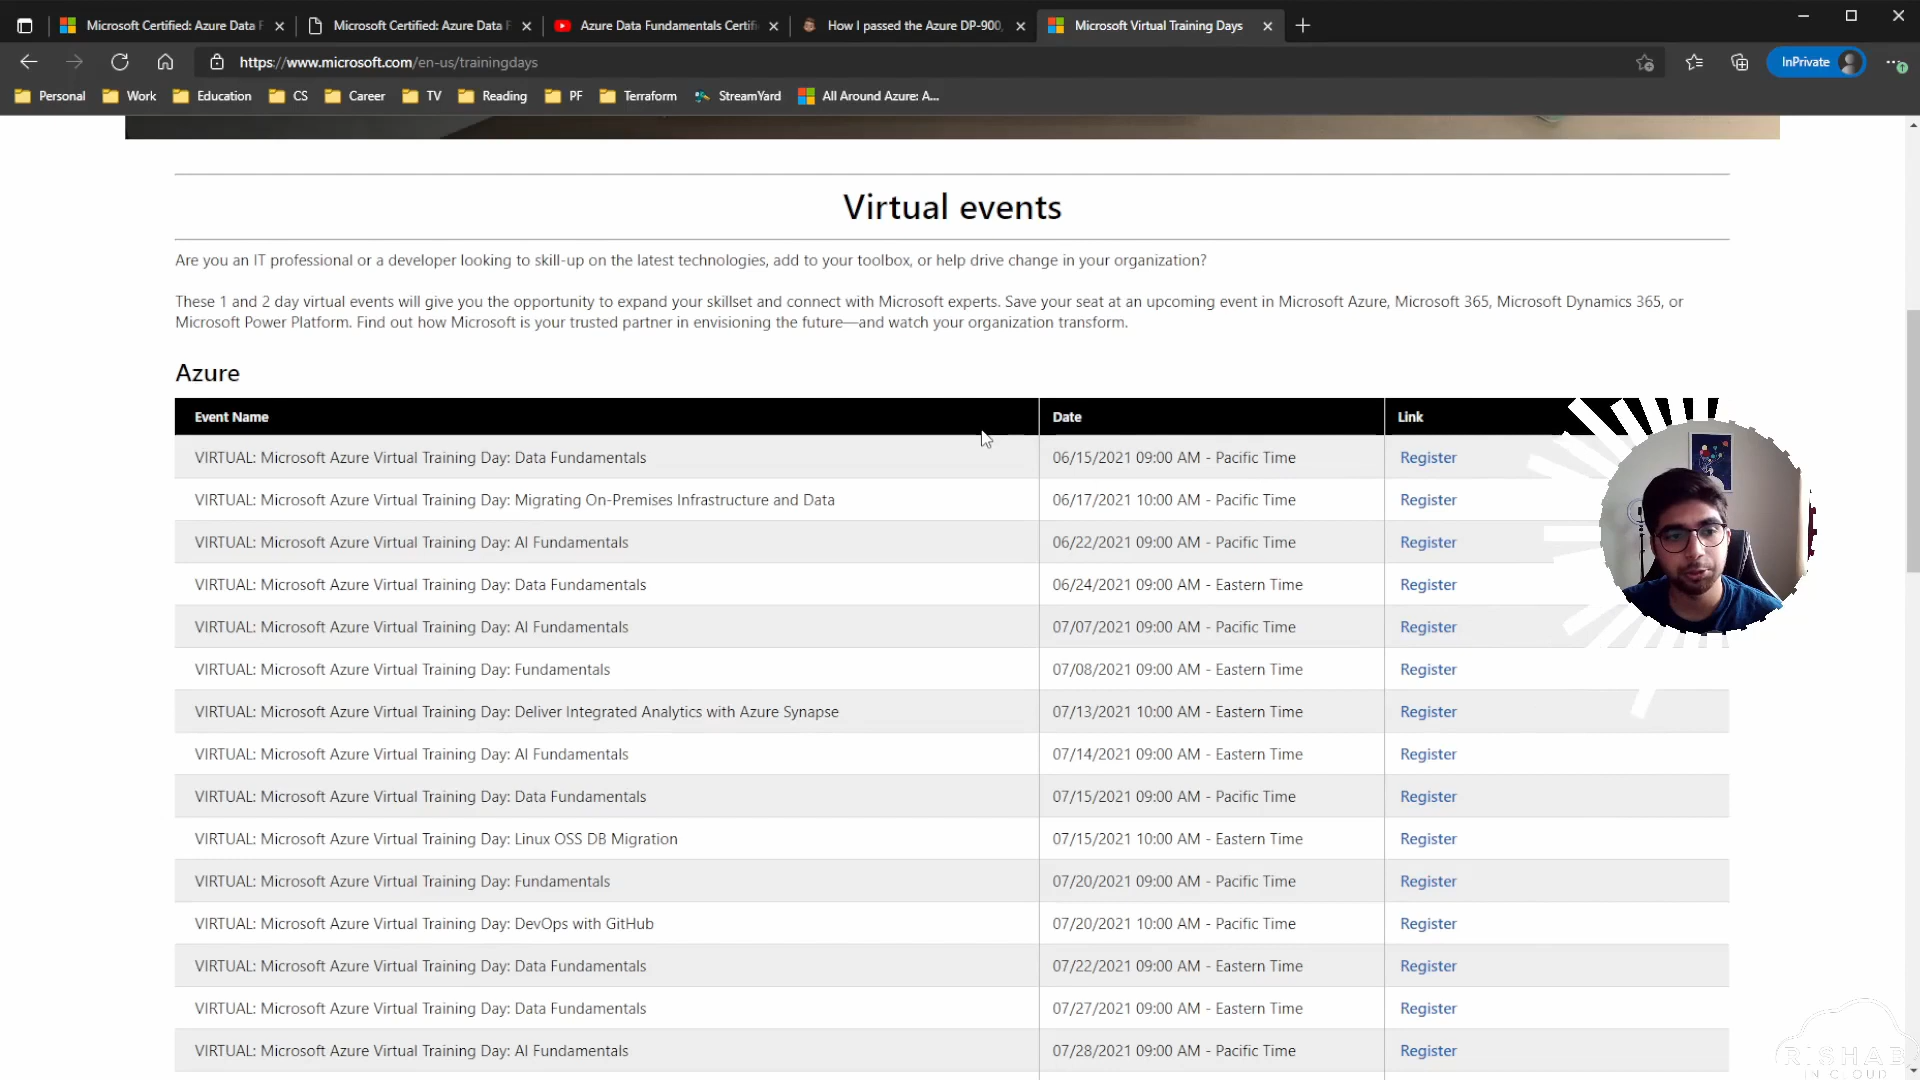 Microsoft Certified: Azure Data F
Microsoft Certified: Azure Data F
Azure Data Fundamentals Certifi
How I passed the Azure DP-900,
Microsoft Virtual Training Days
https://www.microsoft.com/en-us/trainingdays
InPrivate
Personal
Work
Education
CS
Career
TV
Reading
PF
Terraform
StreamYard
All Around Azure: A...
Virtual events
Are you an IT professional or a developer looking to skill-up on the latest technologies, add to your toolbox, or help drive change in your organization?
These 1 and 2 day virtual events will give you the opportunity to expand your skillset and connect with Microsoft experts. Save your seat at an upcoming event in Microsoft Azure, Microsoft 365, Microsoft Dynamics 365, or
Microsoft Power Platform. Find out how Microsoft is your trusted partner in envisioning the future—and watch your organization transform.
Azure
Event Name Date Link
VIRTUAL: Microsoft Azure Virtual Training Day: Data Fundamentals 06/15/2021 09:00 AM - Pacific Time Register
VIRTUAL: Microsoft Azure Virtual Training Day: Migrating On-Premises Infrastructure and Data 06/17/2021 10:00 AM - Pacific Time Register
VIRTUAL: Microsoft Azure Virtual Training Day: AI Fundamentals 06/22/2021 09:00 AM - Pacific Time Register
VIRTUAL: Microsoft Azure Virtual Training Day: Data Fundamentals 06/24/2021 09:00 AM - Eastern Time Register
VIRTUAL: Microsoft Azure Virtual Training Day: AI Fundamentals 07/07/2021 09:00 AM - Pacific Time Register
VIRTUAL: Microsoft Azure Virtual Training Day: Fundamentals 07/08/2021 09:00 AM - Eastern Time Register
VIRTUAL: Microsoft Azure Virtual Training Day: Deliver Integrated Analytics with Azure Synapse 07/13/2021 10:00 AM - Eastern Time Register
VIRTUAL: Microsoft Azure Virtual Training Day: AI Fundamentals 07/14/2021 09:00 AM - Eastern Time Register
VIRTUAL: Microsoft Azure Virtual Training Day: Data Fundamentals 07/15/2021 09:00 AM - Pacific Time Register
VIRTUAL: Microsoft Azure Virtual Training Day: Linux OSS DB Migration 07/15/2021 10:00 AM - Eastern Time Register
VIRTUAL: Microsoft Azure Virtual Training Day: Fundamentals 07/20/2021 09:00 AM - Pacific Time Register
VIRTUAL: Microsoft Azure Virtual Training Day: DevOps with GitHub 07/20/2021 10:00 AM - Pacific Time Register
VIRTUAL: Microsoft Azure Virtual Training Day: Data Fundamentals 07/22/2021 09:00 AM - Eastern Time Register
VIRTUAL: Microsoft Azure Virtual Training Day: Data Fundamentals 07/27/2021 09:00 AM - Eastern Time Register
VIRTUAL: Microsoft Azure Virtual Training Day: AI Fundamentals 07/28/2021 09:00 AM - Pacific Time Register
RISHAB
IN CLOUD